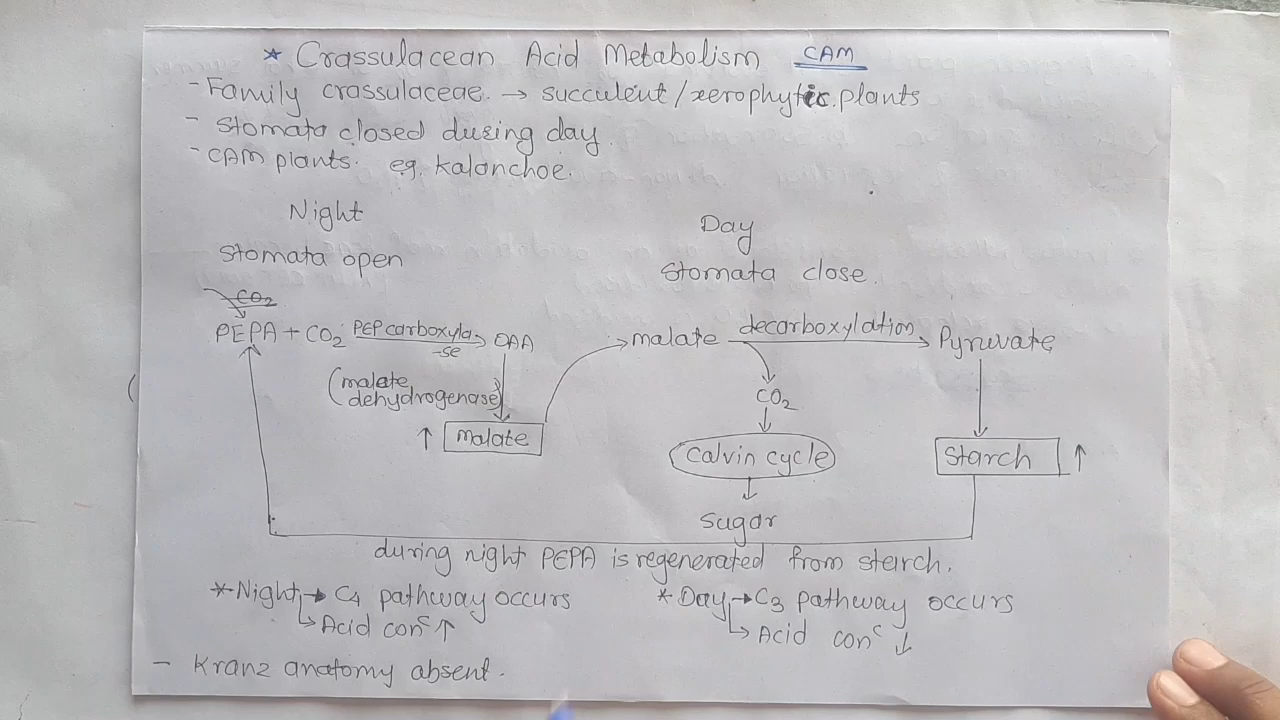 * Crassulacean Acid Metabolism CAM
- Family crassulaceae. → succulent/xerophytic plants
- Stomata closed during day.
- CAM plants. eg. Kalanchoe.
Night
Day
Stomata open
Stomata close.
CO2
PEPA + CO2 PEP carboxyla-se → OAA
(malate dehydrogenase)
↑ malate
→ malate decarboxylation → Pyruvate
CO2
Calvin cycle
Starch ↑
Sugar
during night PEPA is regenerated from starch.
* Night → C4 pathway occurs
→ Acid conc ↑
* Day → C3 pathway occurs
→ Acid conc ↓
- Kranz anatomy absent.